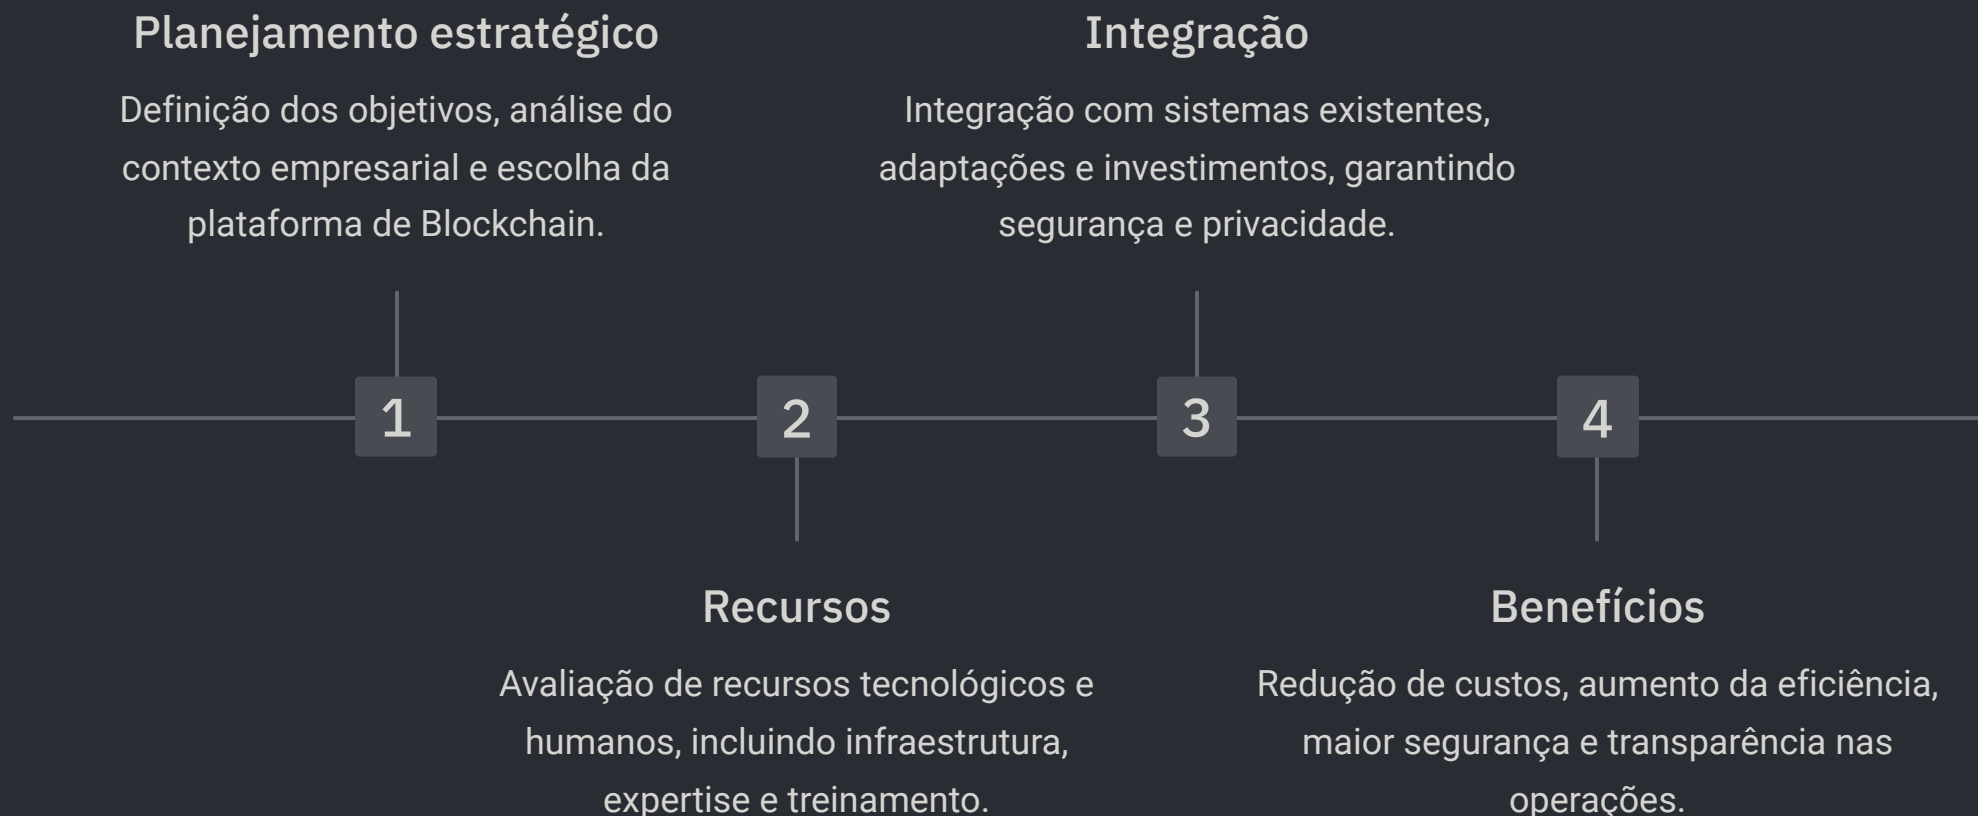 Planejamento estratégico
Definição dos objetivos, análise do
contexto empresarial e escolha da
plataforma de Blockchain.
Integração
Integração com sistemas existentes,
adaptações e investimentos, garantindo
segurança e privacidade.
1
2
3
4
Recursos
Avaliação de recursos tecnológicos e
humanos, incluindo infraestrutura,
expertise e treinamento.
Benefícios
Redução de custos, aumento da eficiência,
maior segurança e transparência nas
operações.